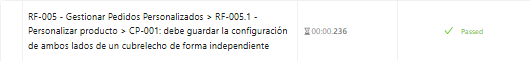 RF-005 - Gestionar Pedidos Personalizados > RF-005.1 -
Personalizar producto > CP-001: debe guardar la configuración
de ambos lados de un cubrelecho de forma independiente
00:00.236
Passed